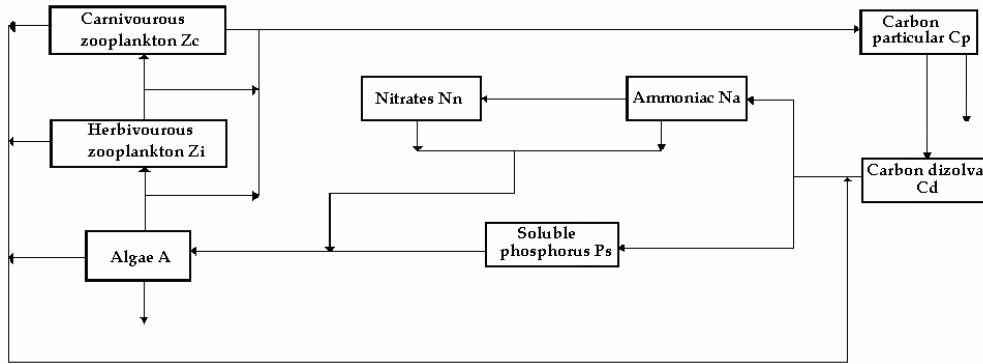 Carnivourous
zooplankton Zc
Carbon
particular Cp
Nitrates Nn
Ammoniac Na
Herbivourous
zooplankton Zi
Carbon dizolva
Cd
Algae A
Soluble
phosphorus Ps